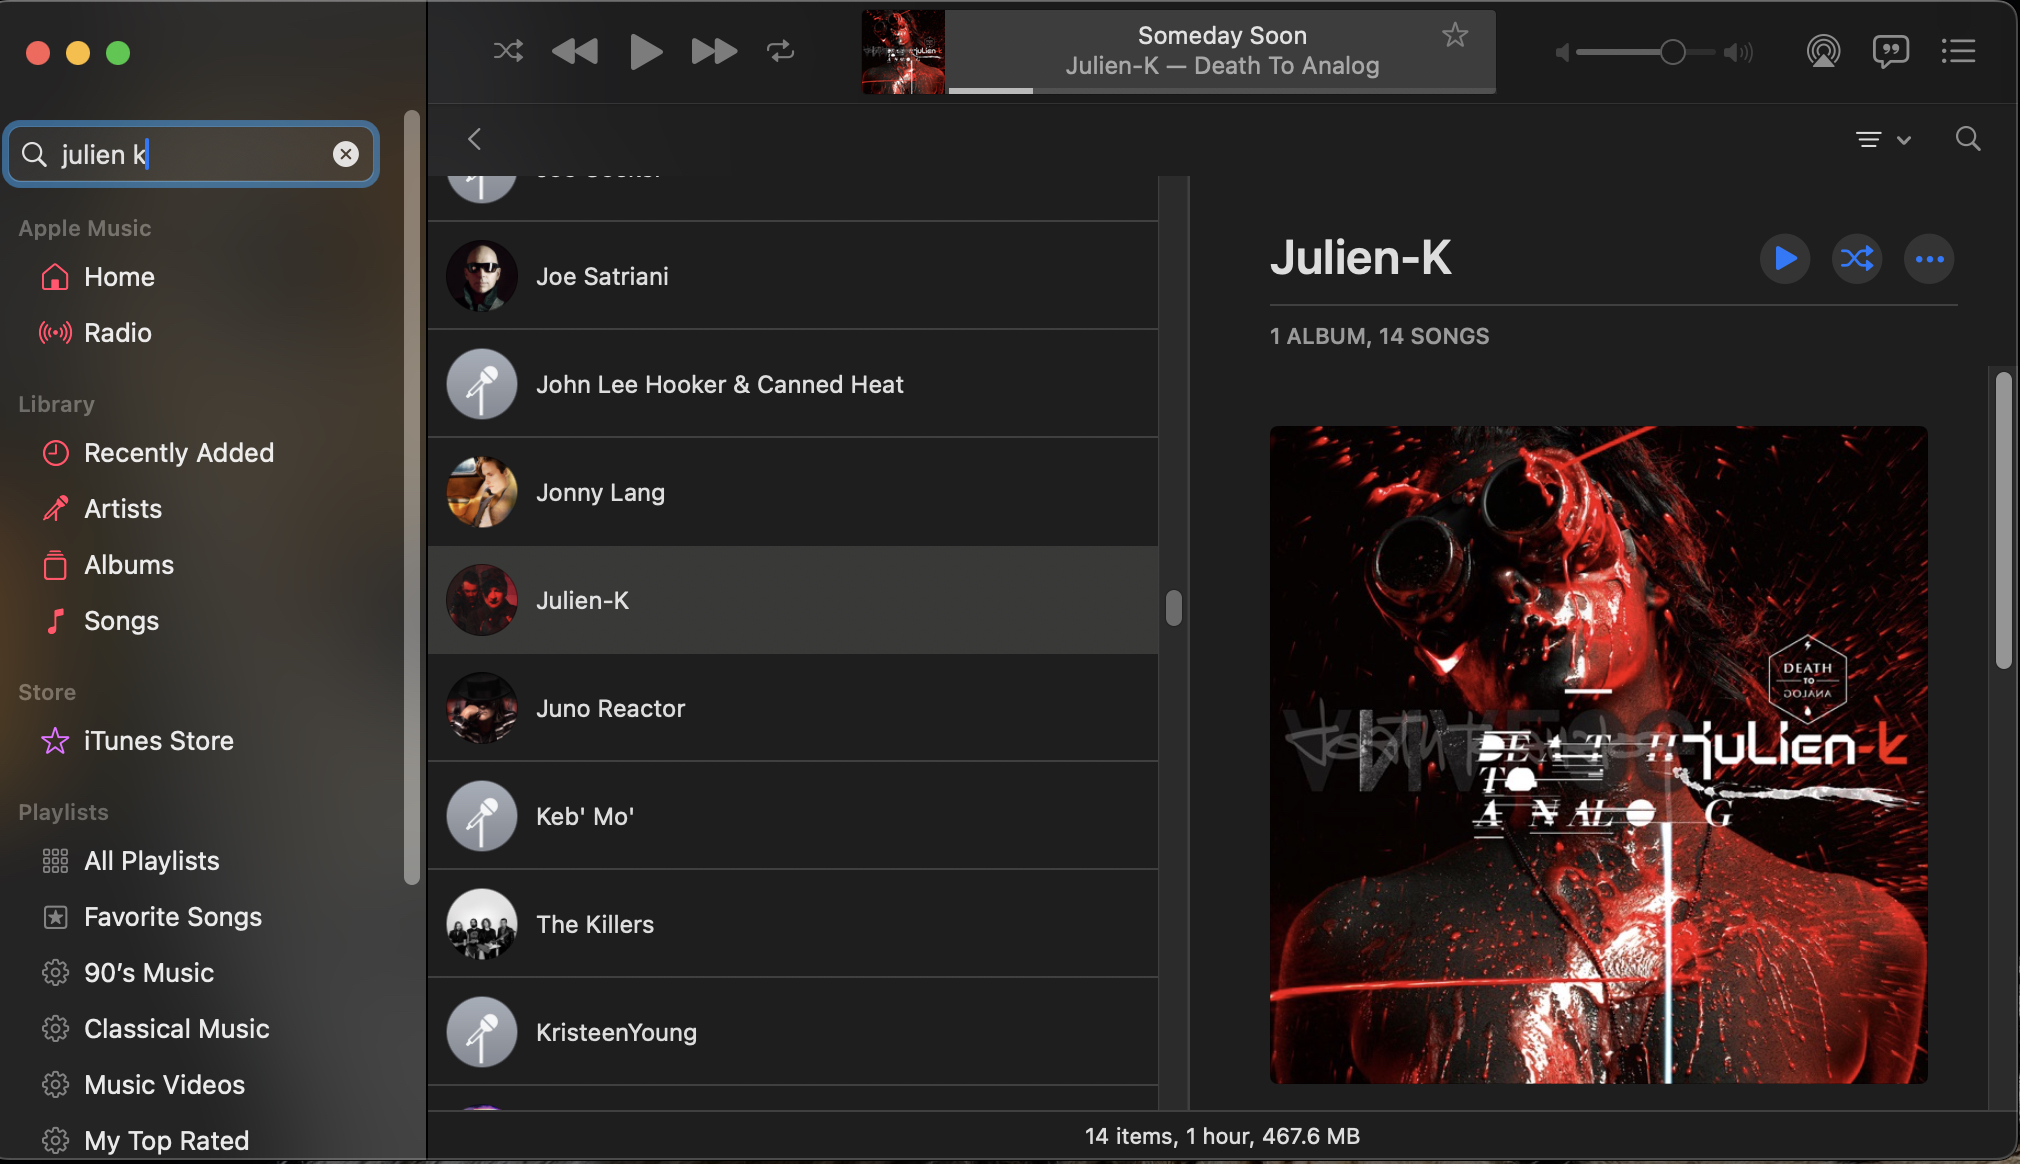 Someday Soon
Julien-K — Death To Analog
julien k
Apple Music
Home
Radio
Library
Recently Added
Artists
Albums
Songs
Store
iTunes Store
Playlists
All Playlists
Favorite Songs
90’s Music
Classical Music
Music Videos
My Top Rated
Joe Satriani
John Lee Hooker & Canned Heat
Jonny Lang
Julien-K
Juno Reactor
Keb' Mo'
The Killers
KristeenYoung
Julien-K
1 ALBUM, 14 SONGS
DEATH
TO
ANALOG
julien-k
DEATH
TO
ANALOG
14 items, 1 hour, 467.6 MB